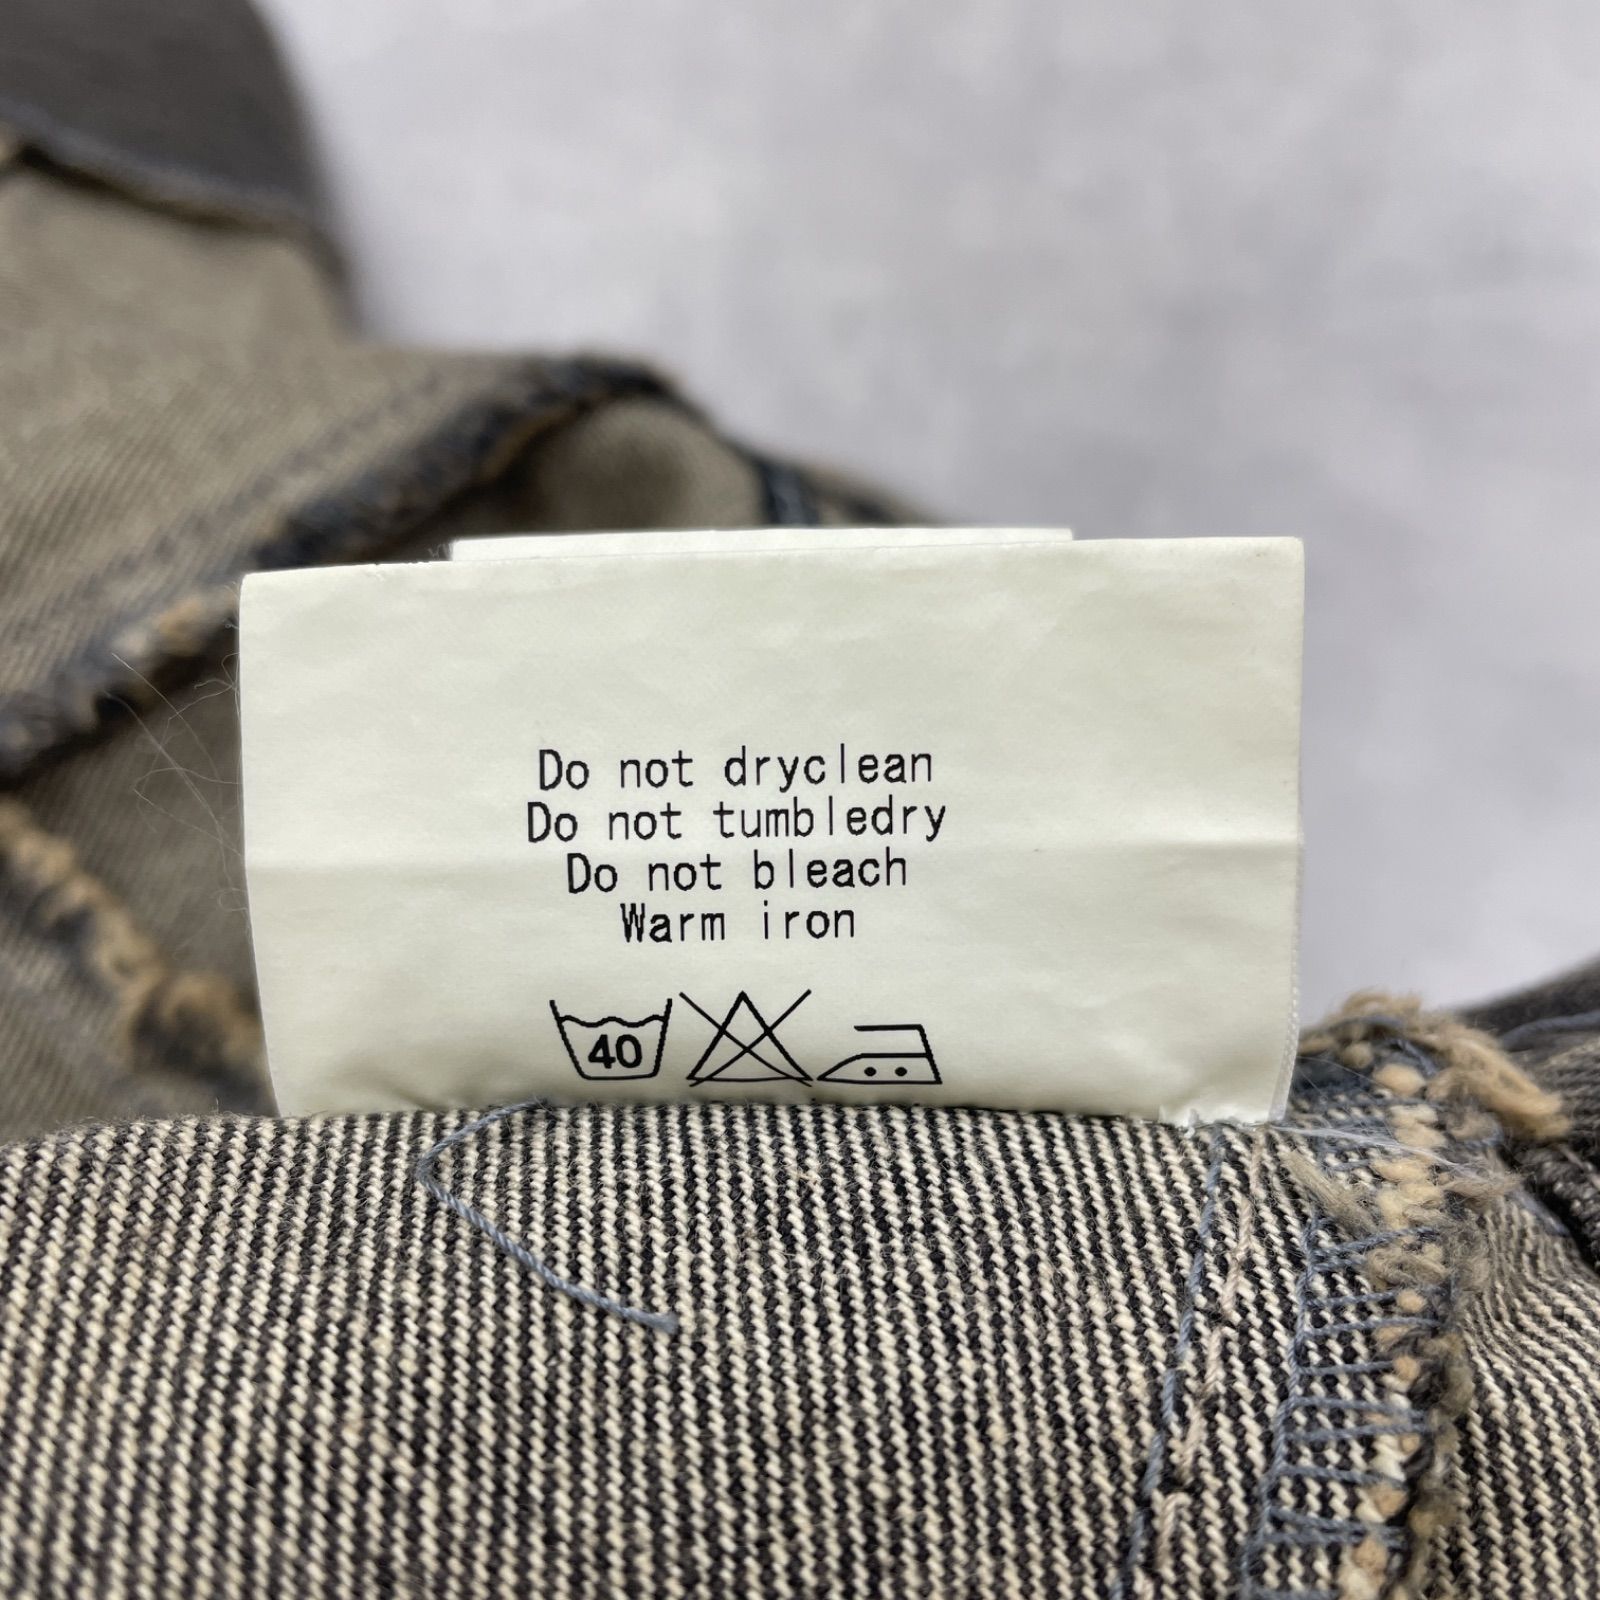 Do not dryclean
Do not tumbledry
Do not bleach
Warm iron
40